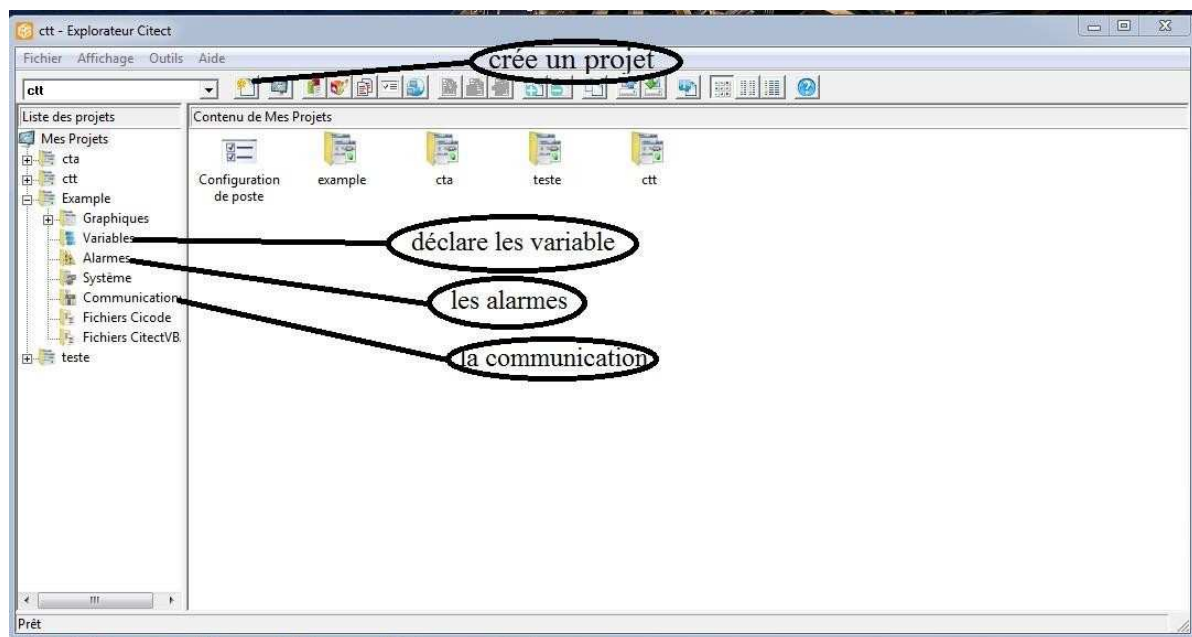 ctt - Explorateur Citect
Fichier Affichage Outils Aide
crée un projet
ctt
Liste des projets
Contenu de Mes Projets
Mes Projets
cta
ctt
Example
Graphiques
Variables
Alarmes
Système
Communication
Fichiers Cicode
Fichiers CitectVB
teste
Configuration
de poste
example
cta
teste
ctt
déclare les variable
les alarmes
la communication
Prêt